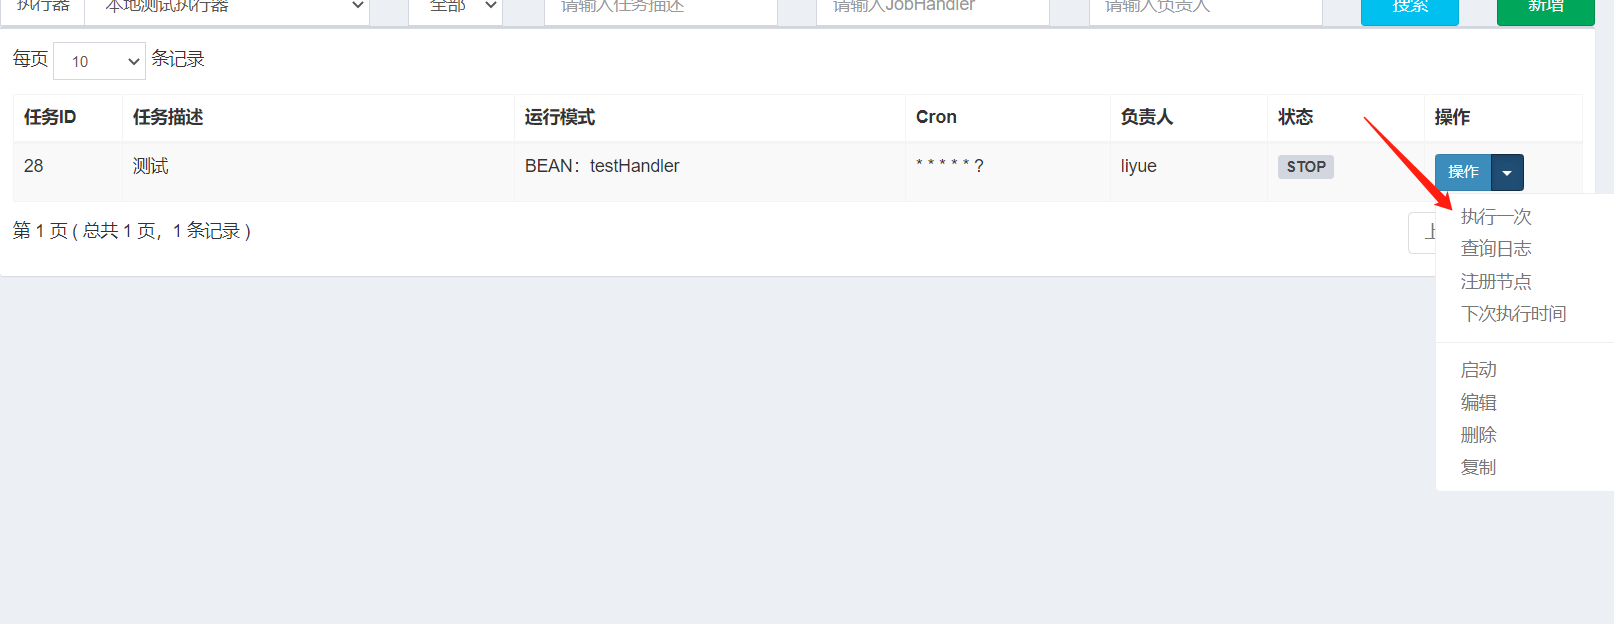 执行器 本地测试执行器 全部 请输入任务描述 请输入JobHandler 请输入负责人 搜索 新增
每页 10 条记录
任务ID 任务描述 运行模式 Cron 负责人 状态 操作
28 测试 BEAN：testHandler * * * * * ? liyue STOP 操作
第 1 页 ( 总共 1 页，1 条记录 ) 上
执行一次
查询日志
注册节点
下次执行时间
启动
编辑
删除
复制